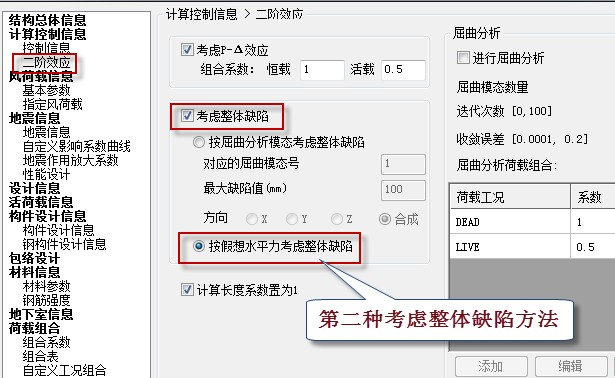 结构总体信息
计算控制信息
控制信息
二阶效应
风荷载信息
基本参数
指定风荷载
地震信息
地震信息
自定义影响系数曲线
地震作用放大系数
性能设计
设计信息
活荷载信息
构件设计信息
构件设计信息
钢构件设计信息
包络设计
材料信息
材料参数
钢筋强度
地下室信息
荷载组合
组合系数
组合表
自定义工况组合
计算控制信息 > 二阶效应
考虑P-Δ效应
组合系数: 恒载 1 活载 0.5
考虑整体缺陷
按屈曲分析模态考虑整体缺陷
对应的屈曲模态号 1
最大缺陷值(mm) 100
方向 X Y Z 合成
按假想水平力考虑整体缺陷
计算长度系数置为1
第二种考虑整体缺陷方法
屈曲分析
进行屈曲分析
屈曲模态数量
迭代次数 [0,100]
收敛误差 [0.0001, 0.2]
屈曲分析荷载组合:
荷载工况 系数
DEAD 1
LIVE 0.5
添加 编辑